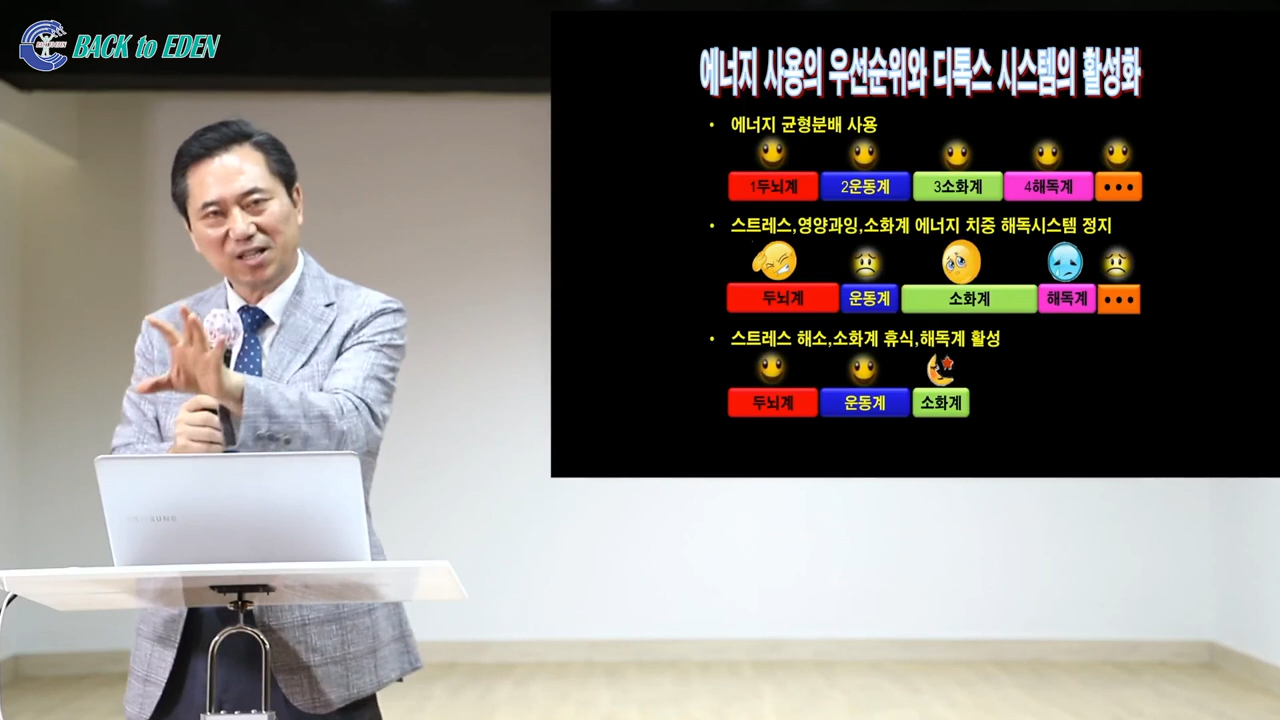 BACK to EDEN
에너지 사용의 우선순위와 디톡스 시스템의 활성화
• 에너지 균형분배 사용
1두뇌계 2운동계 3소화계 4해독계 •••
• 스트레스,영양과잉,소화계 에너지 치중 해독시스템 정지
두뇌계 운동계 소화계 해독계 •••
• 스트레스 해소,소화계 휴식,해독계 활성
두뇌계 운동계 소화계
SAMSUNG